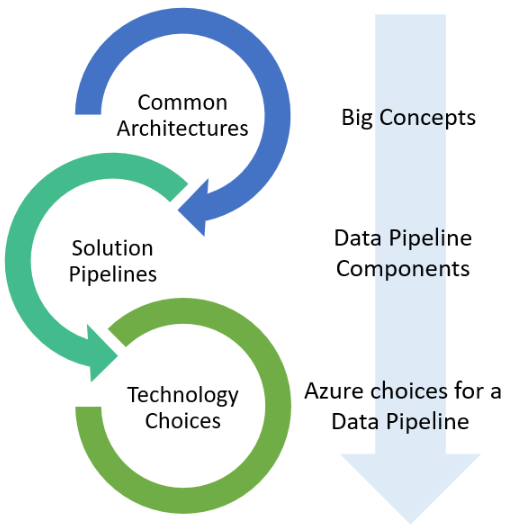 Common
Architectures
Big Concepts
Solution
Pipelines
Data Pipeline
Components
Technology
Choices
Azure choices for a
Data Pipeline